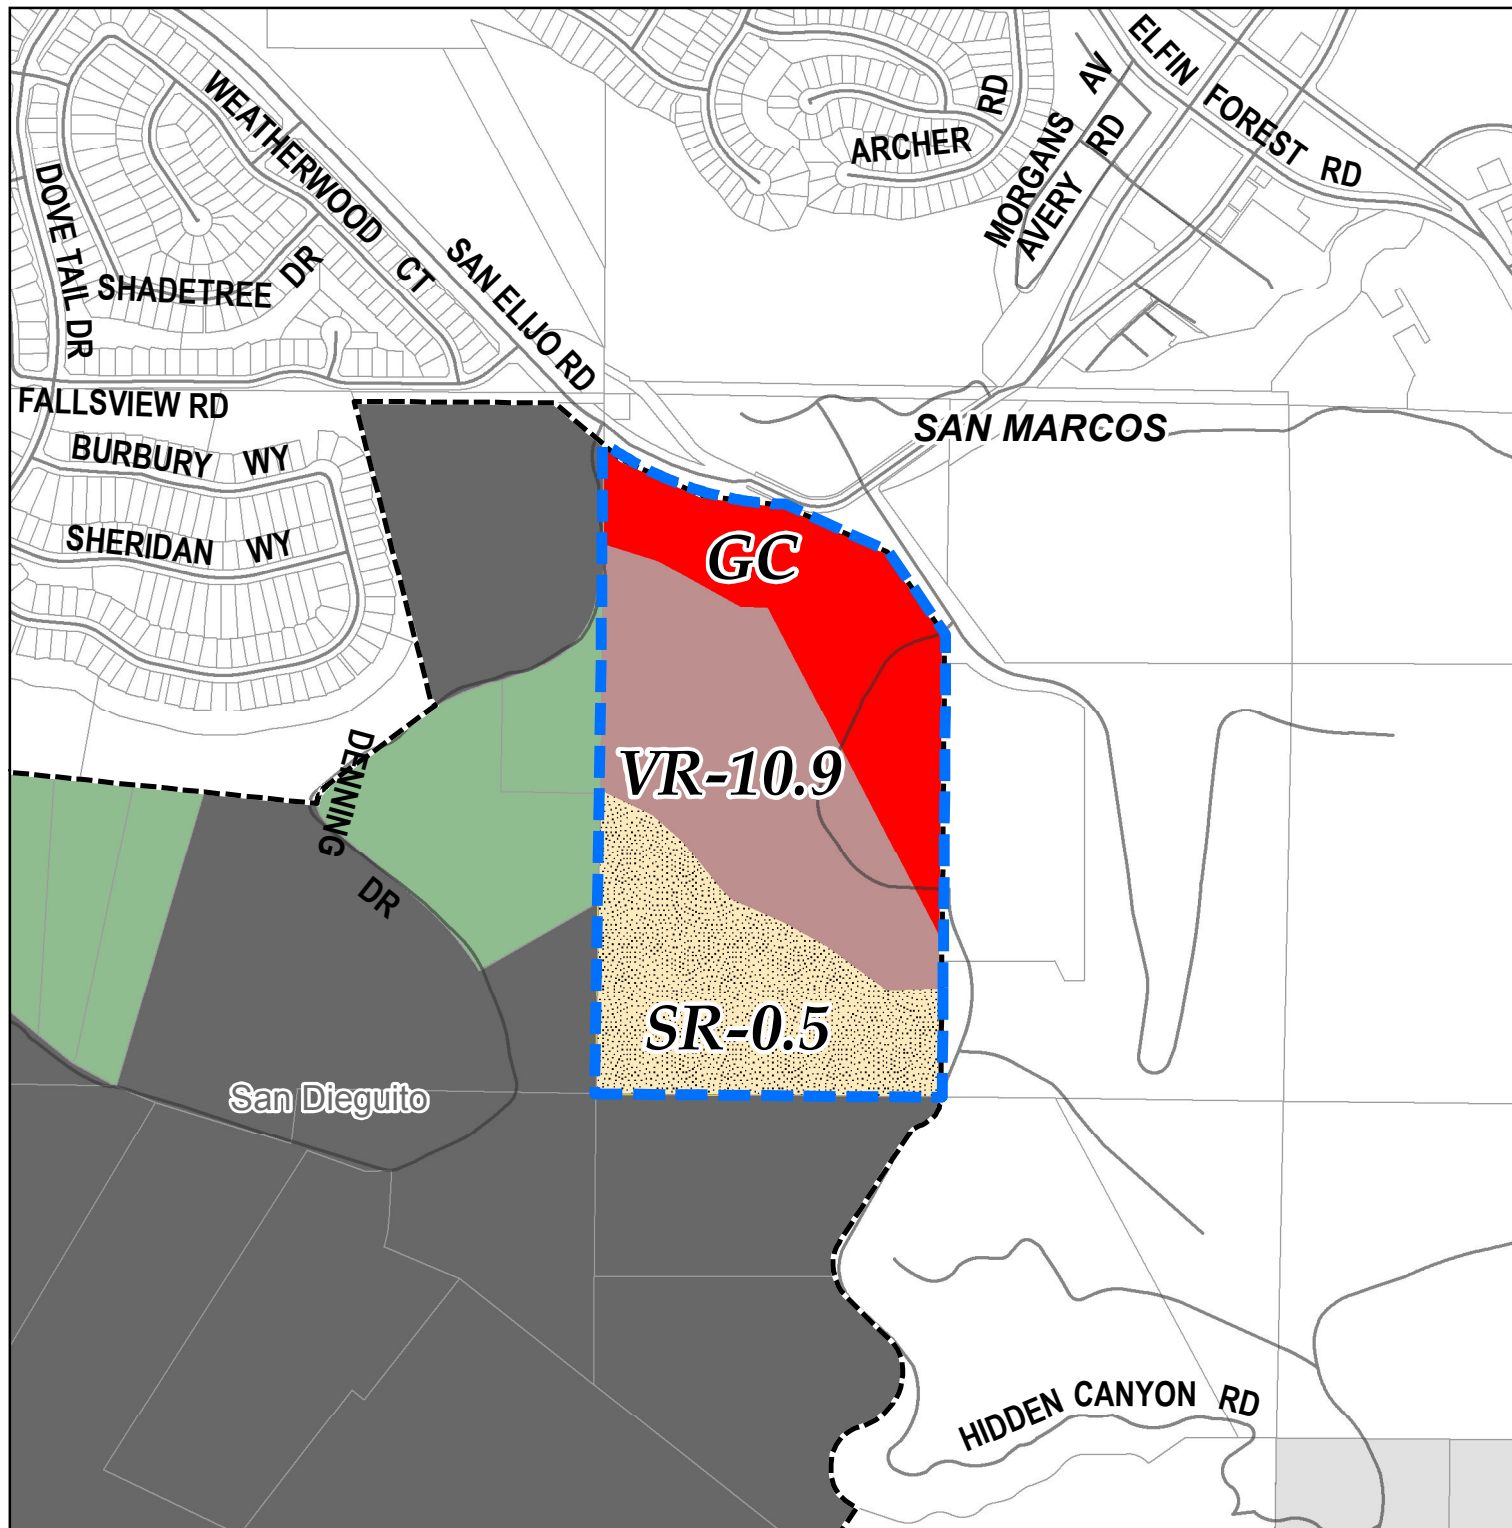 ELFIN FOREST RD
WEATHERWOOD CT
ARCHER RD
MORGANS AV
AVERY RD
DOVE TAIL DR
SHADETREE DR
SAN ELIJO RD
FALLSVIEW RD
SAN MARCOS
BURBURY WY
SHERIDAN WY
GC
VR-10.9
DENNING DR
SR-0.5
San Dieguito
HIDDEN CANYON RD